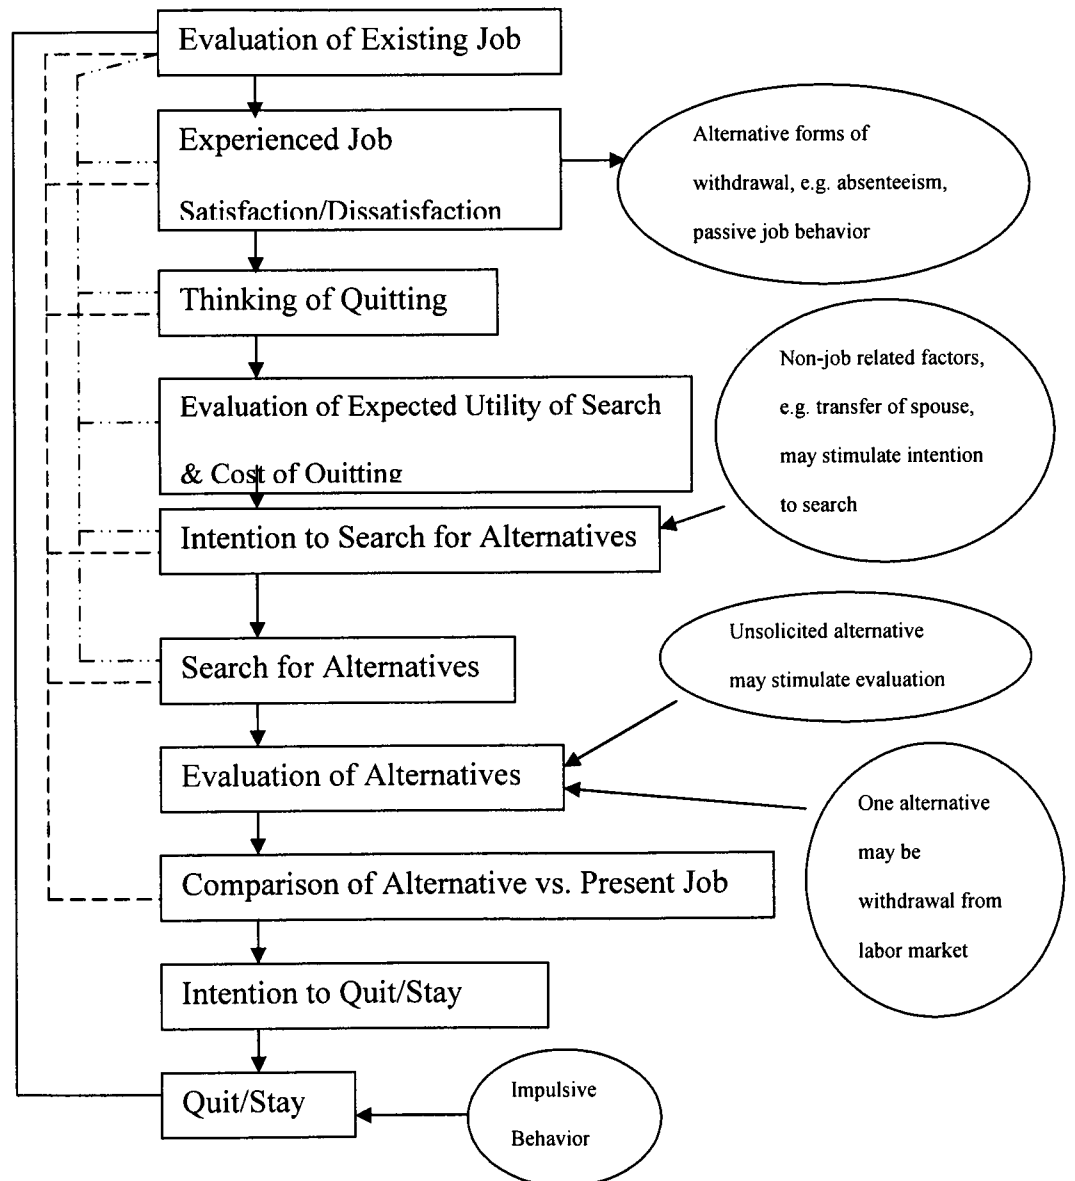 Evaluation of Existing Job
Experienced Job
Satisfaction/Dissatisfaction
Alternative forms of
withdrawal, e.g. absenteeism,
passive job behavior
Thinking of Quitting
Non-job related factors,
e.g. transfer of spouse,
may stimulate intention
to search
Evaluation of Expected Utility of Search
& Cost of Quitting
Intention to Search for Alternatives
Unsolicited alternative
may stimulate evaluation
Search for Alternatives
Evaluation of Alternatives
One alternative
may be
withdrawal from
labor market
Comparison of Alternative vs. Present Job
Intention to Quit/Stay
Quit/Stay
Impulsive
Behavior